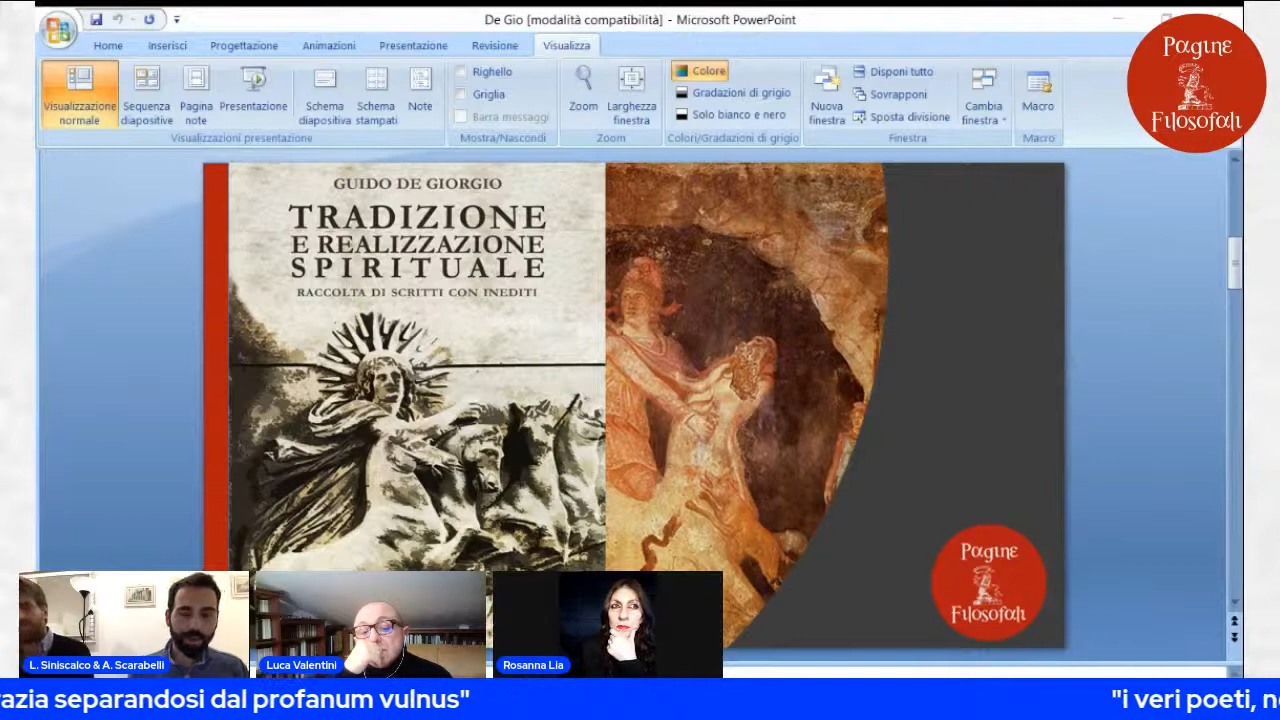 De Gio [modalità compatibilità] - Microsoft PowerPoint
Home Inserisci Progettazione Animazioni Presentazione Revisione Visualizza
Visualizzazione normale
Sequenza diapositive
Pagina note
Presentazione
Schema diapositiva
Schema stampati
Note
Visualizzazioni presentazione
Righello
Griglia
Barra messaggi
Mostra/Nascondi
Zoom
Larghezza finestra
Zoom
Colore
Gradazioni di grigio
Solo bianco e nero
Colori/Gradazioni di grigio
Nuova finestra
Disponi tutto
Sovrapponi
Sposta divisione
Cambia finestra
Finestra
Macro
Macro
Pagine
Filosofali
GUIDO DE GIORGIO
TRADIZIONE
E REALIZZAZIONE
SPIRITUALE
RACCOLTA DI SCRITTI CON INEDITI
Pagine
Filosofali
L. Siniscalco & A. Scarabelli
Luca Valentini
Rosanna Lia
razia separandosi dal profanum vulnus" "i veri poeti, n